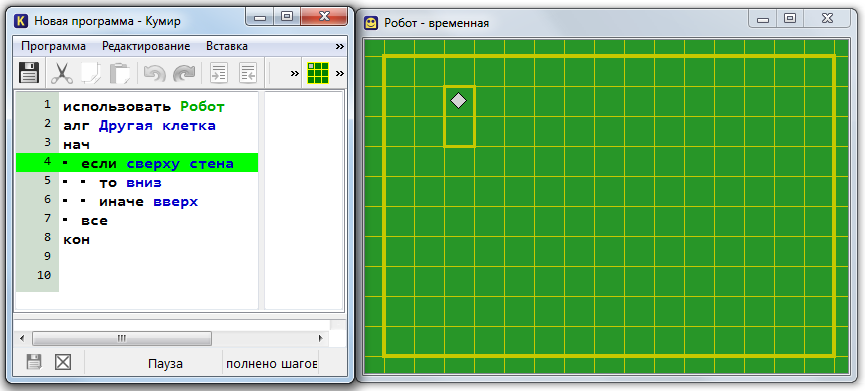 Новая программа - Кумир
Программа Редактирование Вставка »
» »
1 использовать Робот
2 алг Другая клетка
3 нач
4 если сверху стена
5 то вниз
6 иначе вверх
7 все
8 кон
9
10
Пауза полнено шагов
Робот - временная